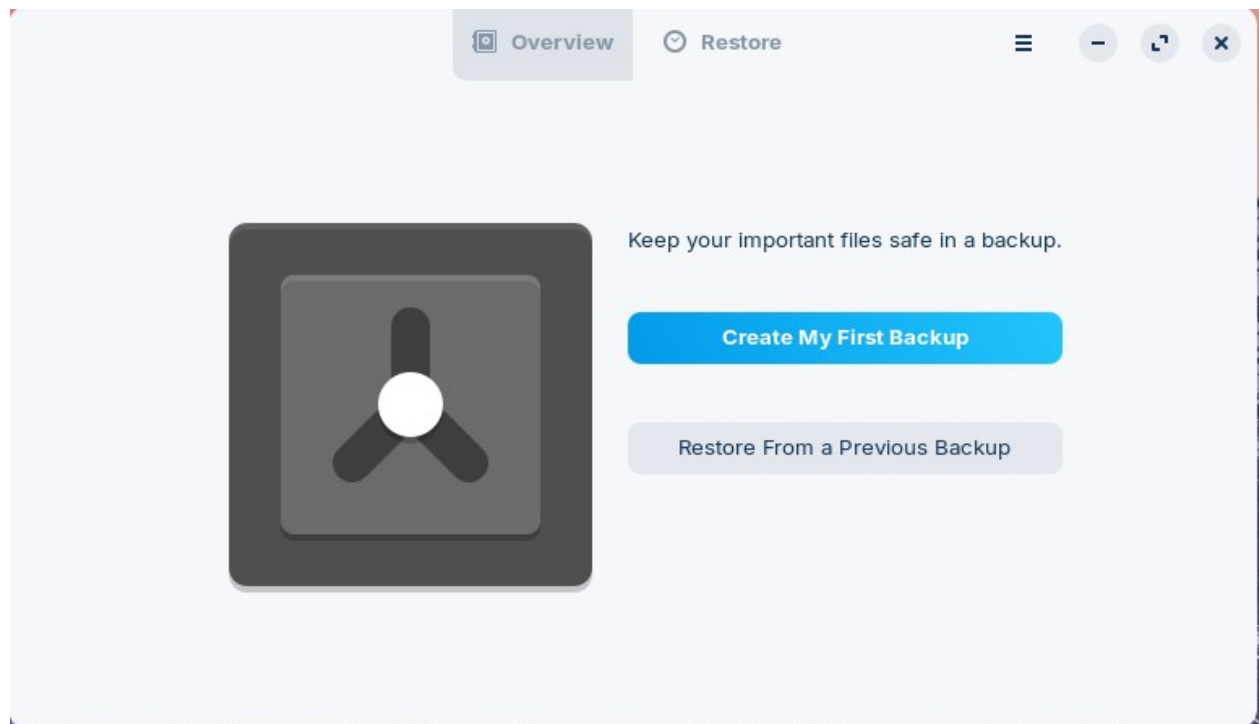 Overview
Restore
Keep your important files safe in a backup.
Create My First Backup
Restore From a Previous Backup